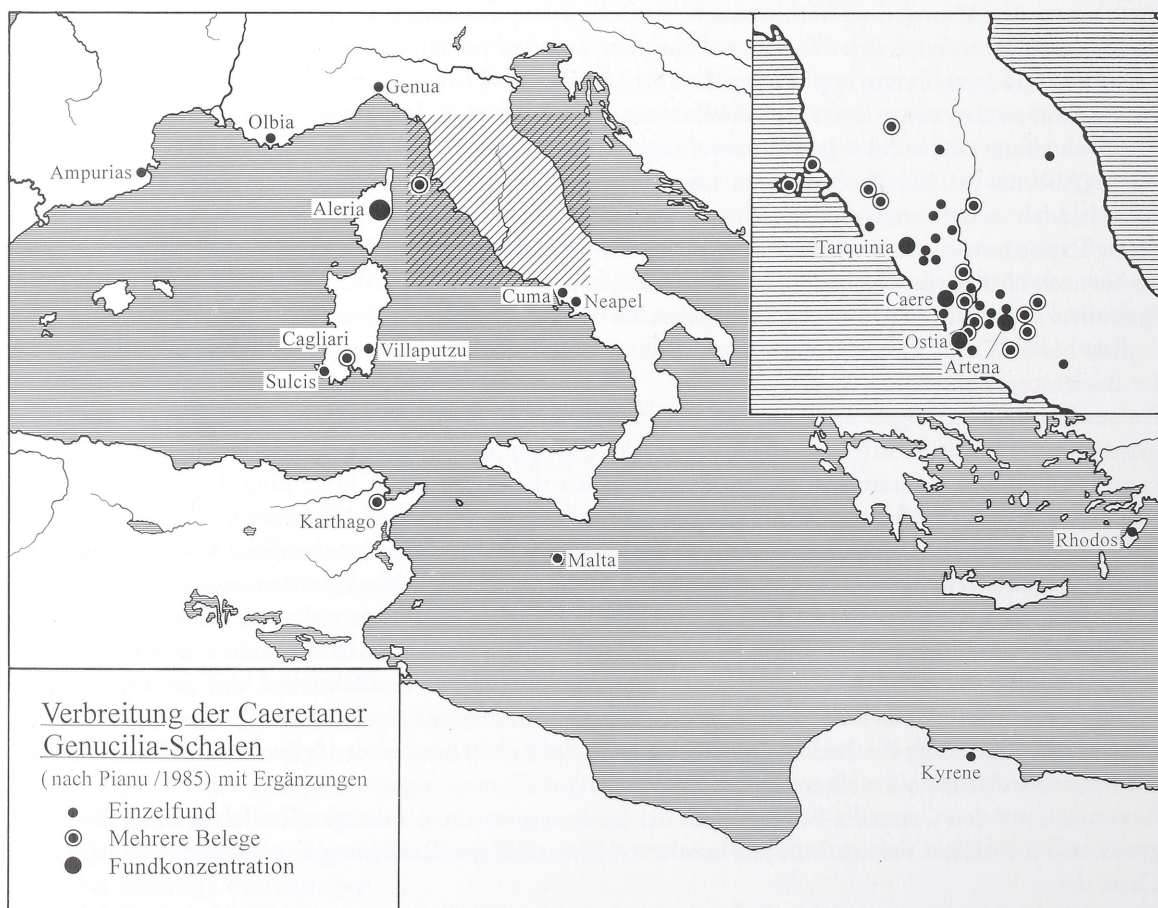 Genua
Olbia
Ampurias
Aleria
Cuma
Neapel
Cagliari
Villaputzu
Sulcis
Tarquinia
Caere
Ostia
Artena
Karthago
Malta
Rhodos
Kyrene
Verbreitung der Caeretaner
Genucilia-Schalen
( nach Pianu /1985) mit Ergänzungen
Einzelfund
Mehrere Belege
Fundkonzentration